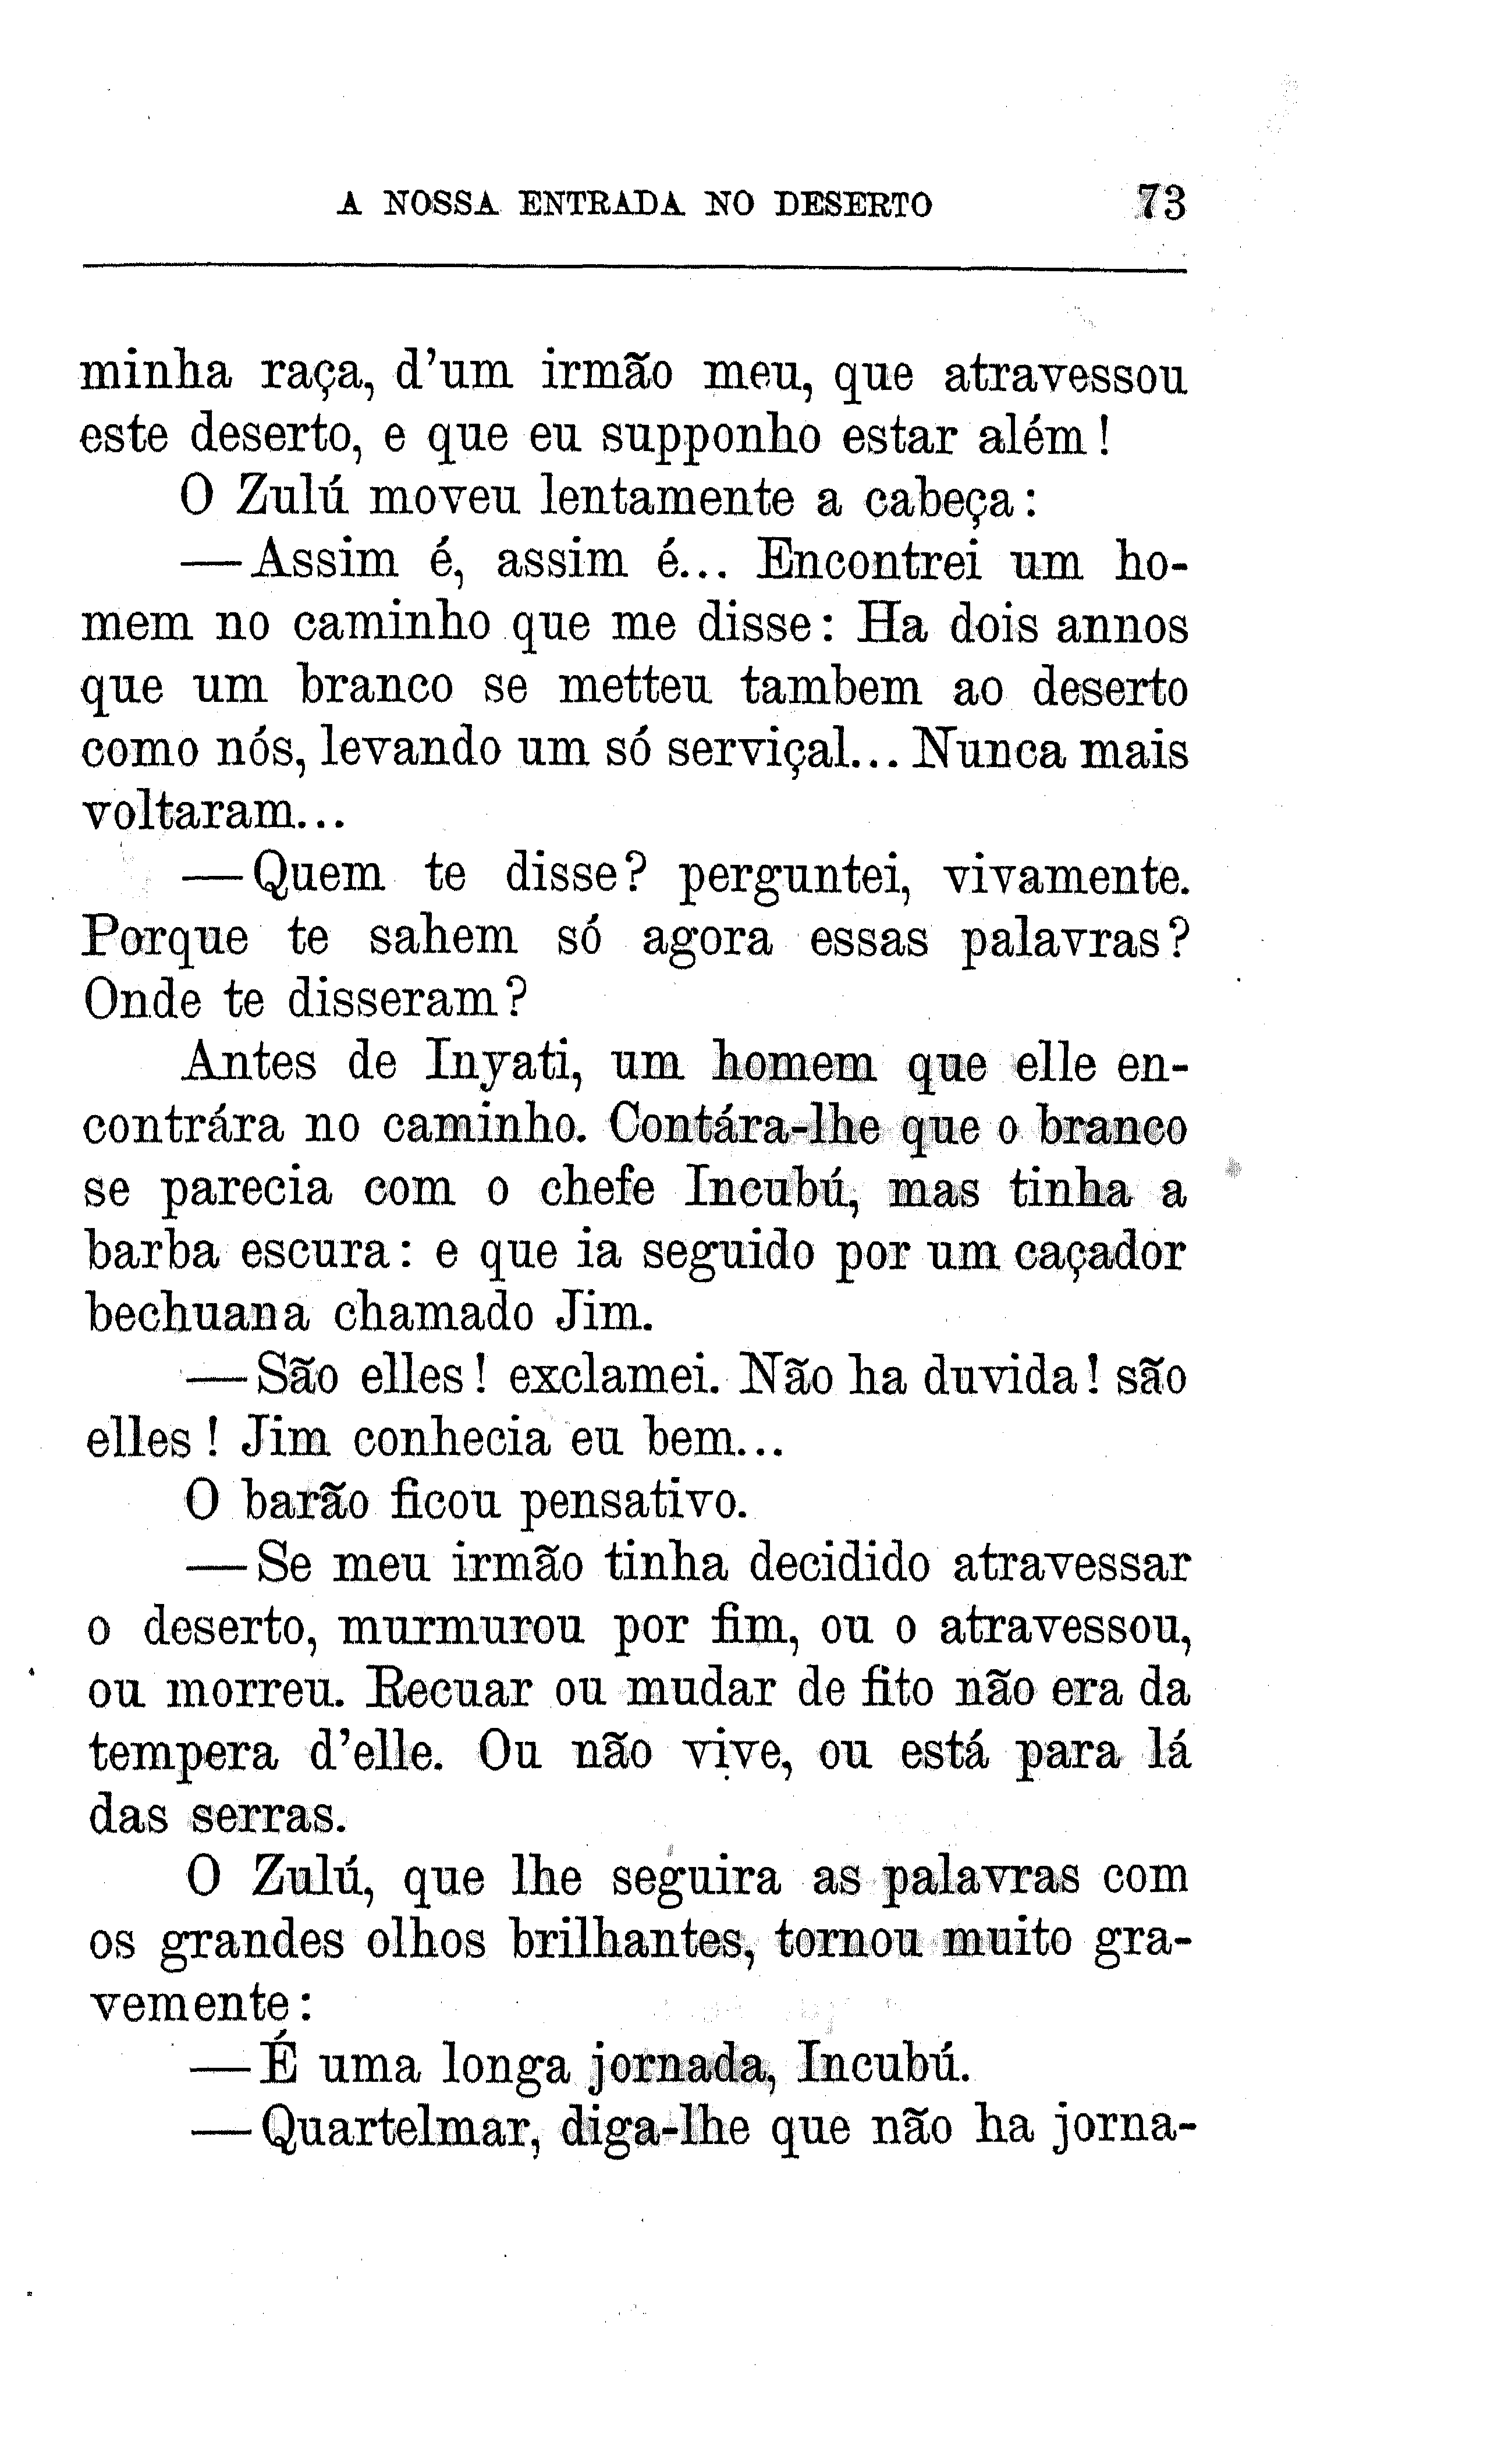 A NOSSA ENTRADA NO DESERTO 73
minha raça, d'um irmão meu, que atravessou
este deserto, e que eu supponho estar além!
O Zulú moveu lentamente a cabeça:
—Assim é, assim é... Encontrei um ho-
mem no caminho que me disse: Ha dois annos
que um branco se metteu tambem ao deserto
como nós, levando um só serviçal... Nunca mais
voltaram...
—Quem te disse? perguntei, vivamente.
Porque te sahem só agora essas palavras?
Onde te disseram?
Antes de Inyati, um homem que elle en-
contrára no caminho. Contára-lhe que o branco
se parecia com o chefe Incubú, mas tinha a
barba escura: e que ia seguido por um caçador
bechuana chamado Jim.
—São elles! exclamei. Não ha duvida! são
elles! Jim conhecia eu bem...
O barão ficou pensativo.
—Se meu irmão tinha decidido atravessar
o deserto, murmurou por fim, ou o atravessou,
ou morreu. Recuar ou mudar de fito não era da
tempera d'elle. Ou não vive, ou está para lá
das serras.
O Zulú, que lhe seguira as palavras com
os grandes olhos brilhantes, tornou muito gra-
vemente:
—É uma longa jornada, Incubú.
—Quartelmar, diga-lhe que não ha jorna-